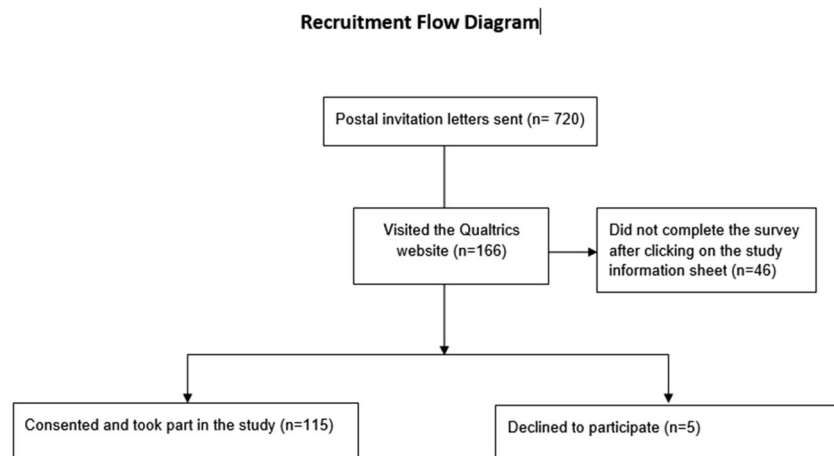 Recruitment Flow Diagram
Postal invitation letters sent (n= 720)
Visited the Qualtrics
website (n=166)
Did not complete the survey
after clicking on the study
information sheet (n=46)
Consented and took part in the study (n=115)
Declined to participate (n=5)